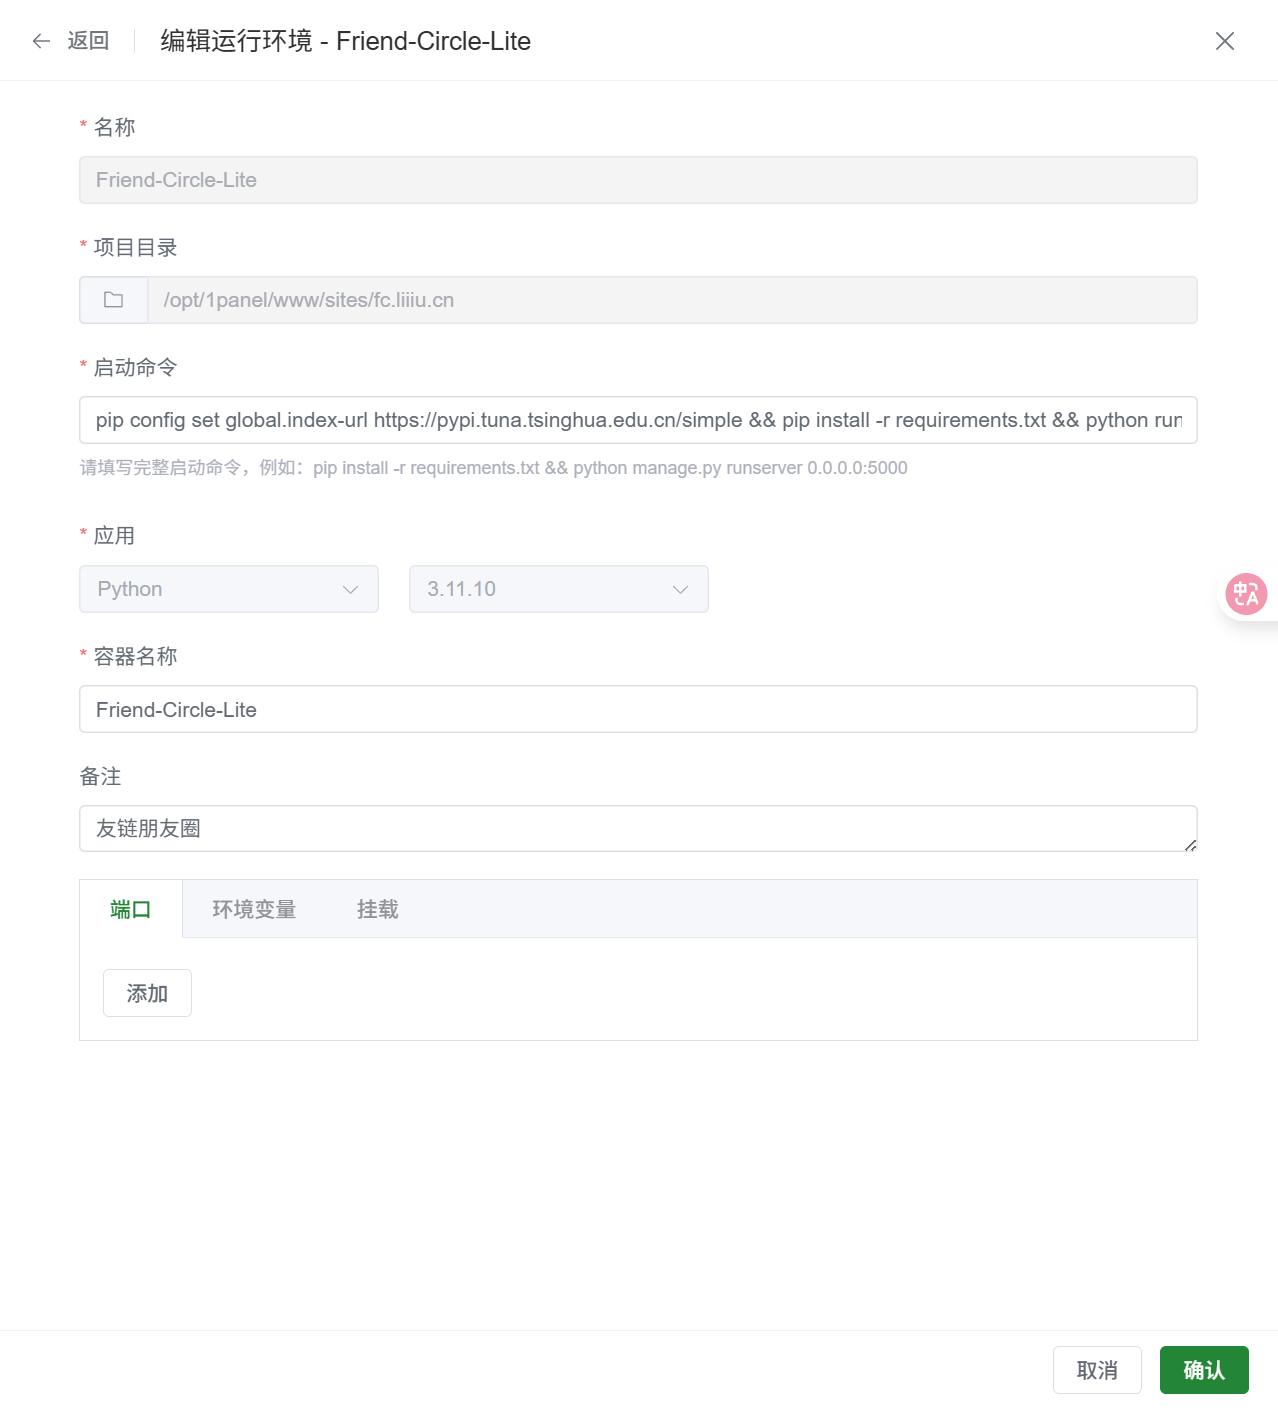 返回
编辑运行环境 - Friend-Circle-Lite
* 名称
Friend-Circle-Lite
* 项目目录
/opt/1panel/www/sites/fc.liiiu.cn
* 启动命令
pip config set global.index-url https://pypi.tuna.tsinghua.edu.cn/simple && pip install -r requirements.txt && python run
请填写完整启动命令，例如：pip install -r requirements.txt && python manage.py runserver 0.0.0.0:5000
* 应用
Python 3.11.10
* 容器名称
Friend-Circle-Lite
备注
友链朋友圈
端口 环境变量 挂载
添加
取消 确认